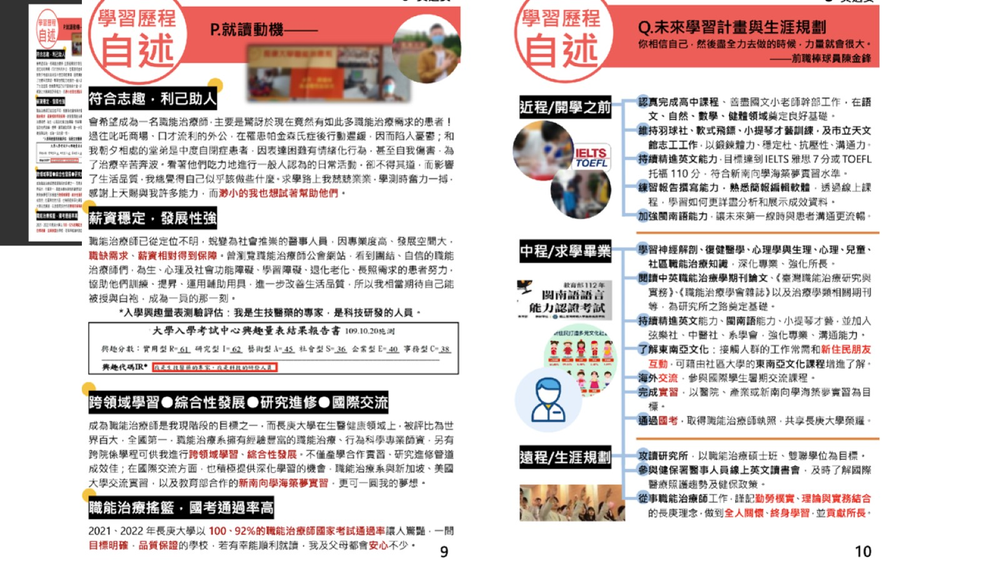 學習歷程
自述
P.就讀動機——
符合志趣，利己助人
會希望成為一名職能治療師，主要是驚訝於現在竟然有如此多職能治療需求的患者！
過往叱吒商場、口才流利的外公，在罹患帕金森氏症後行動遲緩，因而陷入憂鬱；和
我朝夕相處的堂弟是中度自閉症患者，因表達困難有情緒化行為，甚至自我傷害，為
了治療辛苦奔波。看著他們吃力地進行一般人認為的日常活動，卻不得其道，而影響
了生活品質，我總覺得自己似乎該做些什麼。求學路上我兢兢業業，學測時奮力一搏，
感謝上天賜與我許多能力，而渺小的我也想試著幫助他們。
薪資穩定，發展性強
職能治療師已從定位不明，蛻變為社會推崇的醫事人員，因專業度高、發展空間大，
職缺需求、薪資相對得到保障。曾瀏覽職能治療師公會網站，看到團結、自信的職能
治療師們，為生、心理及社會功能障礙、學習障礙、退化老化、長照需求的患者努力，
協助他們訓練、提昇、運用輔助用具，進一步改善生活品質，所以我相當期待自己能
被授與白袍，成為一員的那一刻。
*入學興趣量表測驗評估：我是生技醫藥的專家，是科技研發的人員。
大學入學考試中心興趣量表結果報告書 109.10.20施測
興趣分數：實用型 R= 61 研究型 I= 62 藝術型 A= 45 社會型 S= 36 企業型 E= 40 事務型 C= 38
興趣代碼IR* 我是生技醫藥的專家，我是科技的研發人員
跨領域學習●綜合性發展●研究進修●國際交流
成為職能治療師是我現階段的目標之一，而長庚大學在生醫健康領域上，被評比為世
界百大，全國第一，職能治療系擁有經驗豐富的職能治療、行為科學專業師資，另有
跨院係學程可供我進行跨領域學習、綜合性發展。不僅產學合作實習、研究進修管道
成效佳；在國際交流方面，也積極提供深化學習的機會，職能治療系與新加坡、美國
大學交流實習，以及教育部合作的新南向學海築夢實習，更可一圓我的夢想。
職能治療搖籃，國考通過率高
2021、2022 年長庚大學以 100、92%的職能治療師國家考試通過率讓人驚豔，一間
目標明確，品質保證的學校，若有幸能順利就讀，我及父母都會安心不少。
9
學習歷程
自述
Q.未來學習計畫與生涯規劃
你相信自己，然後盡全力去做的時候，力量就會很大。
——前職棒球員陳金鋒
近程/開學之前
IELTS
TOEFL
認真完成高中課程、善盡國文小老師幹部工作，在語
文、自然、數學、健體領域奠定良好基礎。
維持羽球社、軟式飛鏢、小提琴才藝訓練，及市立天文
館志工工作，以鍛鍊體力、穩定性、抗壓性、溝通力。
持續精進英文能力，目標達到 IELTS 雅思 7 分或 TOEFL
托福 110 分，符合新南向學海築夢實習水準。
練習報告撰寫能力，熟悉簡報編輯軟體，透過線上課
程，學習如何更詳盡分析和展示成效資料。
加強閩南語能力，讓未來第一線時與患者溝通更流暢。
中程/求學畢業
教育部112年
閩南語語言
能力認證考試
學習神經解剖、復健醫學、心理學與生理、心理、兒童、
社區職能治療知識，深化專業、強化所長。
閱讀中英職能治療學期刊論文、《臺灣職能治療研究與
實務》、《職能治療學會雜誌》以及治療學類相關期刊
等，為研究所之路奠定基礎。
持續精進英文能力、閩南語能力、小提琴才藝，並加入
弦樂社、中醫社、系學會，強化專業、溝通能力。
了解東南亞文化：接觸人群的工作常需和新住民朋友
互動，可藉由社區大學的東南亞文化課程增進了解。
海外交流，參與國際學生暑期交流課程。
完成實習，以醫院、產業或新南向學海築夢實習為目
標。
通過國考，取得職能治療師執照，共享長庚大學榮耀。
遠程/生涯規劃
攻讀研究所，以職能治療碩士班、雙聯學位為目標。
參與健保署醫事人員線上英文讀書會，及時了解國際
醫療照護趨勢及健保政策。
從事職能治療師工作，謹記勤勞樸實、理論與實務結合
的長庚理念，做到全人關懷、終身學習，並貢獻所長。
10